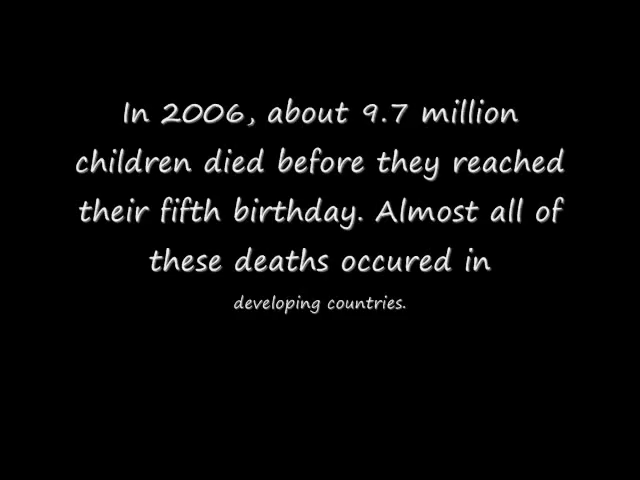 In 2006, about 9.7 million
children died before they reached
their fifth birthday. Almost all of
these deaths occured in
developing countries.